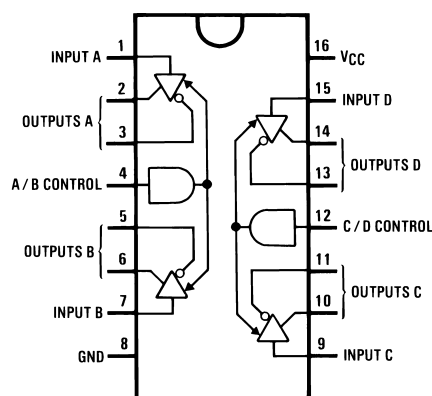 INPUT A 1
2
OUTPUTS A
3
A/B CONTROL 4
5
OUTPUTS B
6
INPUT B 7
GND 8
16 VCC
15 INPUT D
14
OUTPUTS D
13
12 C/D CONTROL
11
OUTPUTS C
10
9 INPUT C